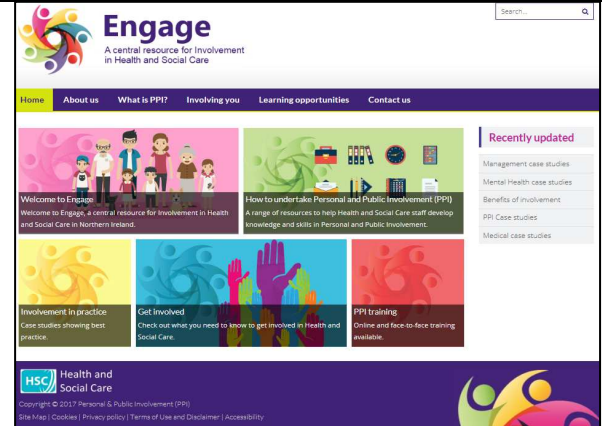 Search...
Engage
A central resource for Involvement
in Health and Social Care
Home About us What is PPI? Involving you Learning opportunities Contact us
Welcome to Engage
Welcome to Engage, a central resource for Involvement in Health
and Social Care in Northern Ireland.
How to undertake Personal and Public Involvement (PPI)
A range of resources to help Health and Social Care staff develop
knowledge and skills in Personal and Public Involvement.
Recently updated
Management case studies
Mental Health case studies
Benefits of involvement
PPI Case studies
Medical case studies
Involvement in practice
Case studies showing best
practice.
Get involved
Check out what you need to know to get involved in Health and
Social Care.
PPI training
Online and face-to-face training
available.
HSC Health and
Social Care
Copyright © 2017 Personal & Public Involvement (PPI)
Site Map | Cookies | Privacy policy | Terms of Use and Disclaimer | Accessibility